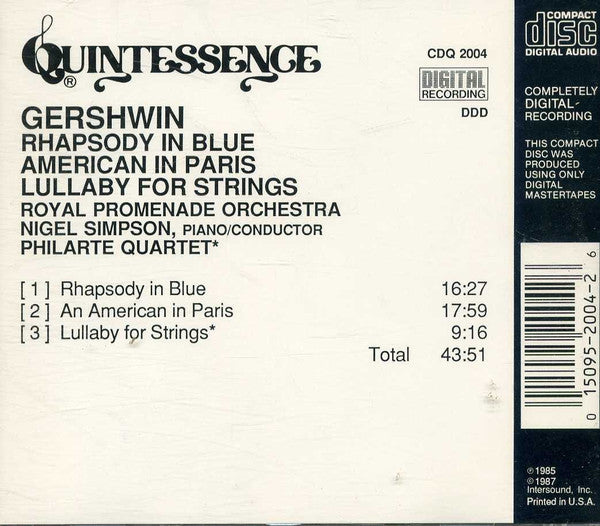 QUINTESSENCE
®
CDQ 2004
DIGITAL
RECORDING
DDD
GERSHWIN
RHAPSODY IN BLUE
AMERICAN IN PARIS
LULLABY FOR STRINGS
ROYAL PROMENADE ORCHESTRA
NIGEL SIMPSON, PIANO/CONDUCTOR
PHILARTE QUARTET*
[ 1 ] Rhapsody in Blue 16:27
[ 2 ] An American in Paris 17:59
[ 3 ] Lullaby for Strings* 9:16
Total 43:51
COMPACT
disc
DIGITAL AUDIO
COMPLETELY
DIGITAL-
RECORDING
THIS COMPACT
DISC WAS
PRODUCED
USING ONLY
DIGITAL
MASTERTAPES
0 15095-2004-2 6
℗ 1985
© 1987
Intersound, Inc.
Printed in U.S.A.